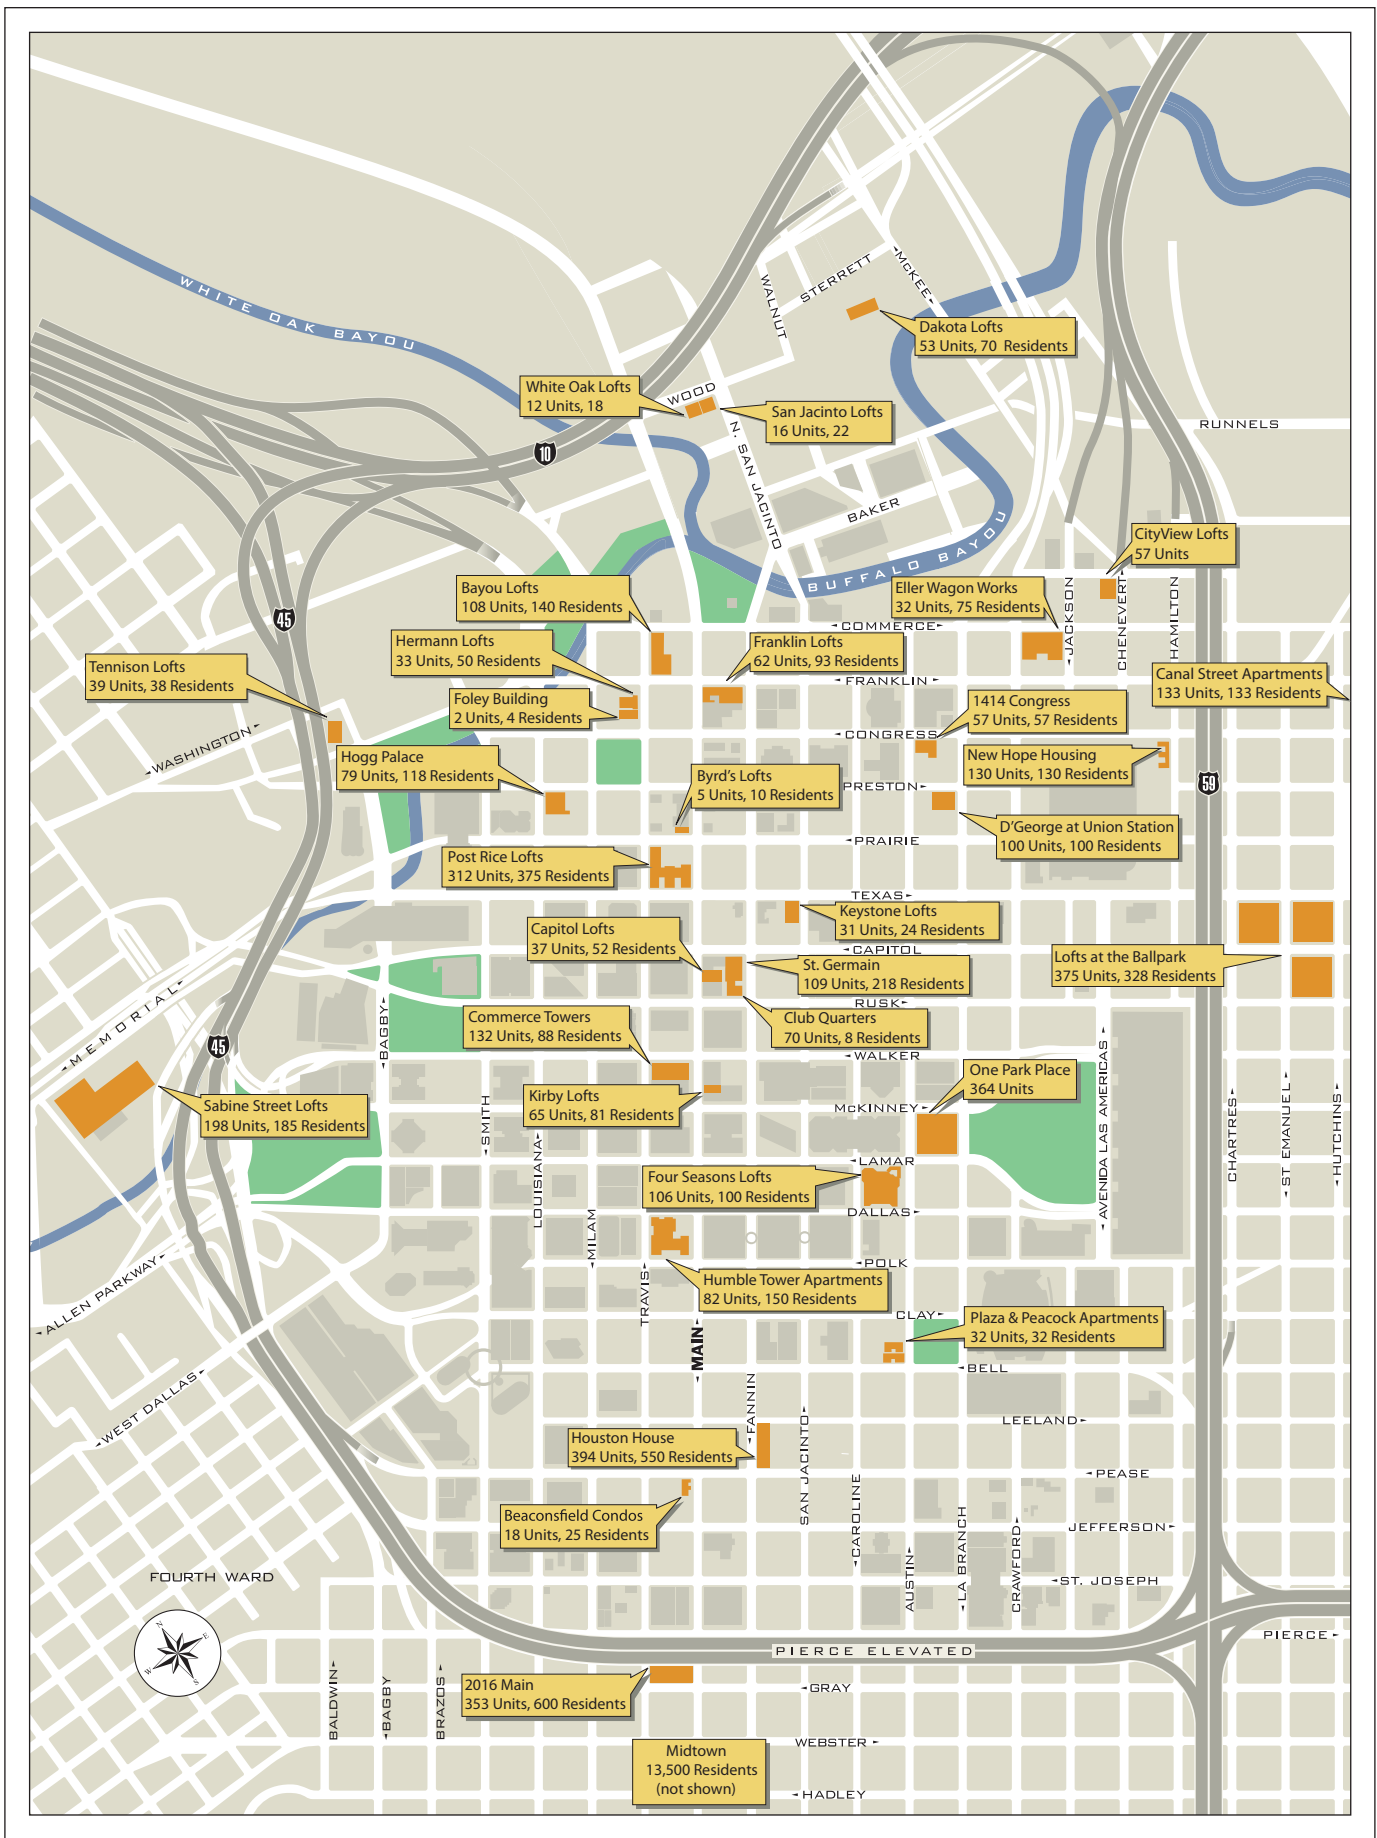 WHITE OAK BAYOU
WALNUT
STERRETT
McKEE
Dakota Lofts
53 Units, 70 Residents
White Oak Lofts
12 Units, 18
WOOD
San Jacinto Lofts
16 Units, 22
N. SAN JACINTO
RUNNELS
10
BAKER
BUFFALO BAYOU
CityView Lofts
57 Units
Bayou Lofts
108 Units, 140 Residents
Eller Wagon Works
32 Units, 75 Residents
JACKSON
CHENEVERT
HAMILTON
45
COMMERCE
Hermann Lofts
33 Units, 50 Residents
Franklin Lofts
62 Units, 93 Residents
Tennison Lofts
39 Units, 38 Residents
FRANKLIN
Canal Street Apartments
133 Units, 133 Residents
Foley Building
2 Units, 4 Residents
1414 Congress
57 Units, 57 Residents
WASHINGTON
CONGRESS
Hogg Palace
79 Units, 118 Residents
New Hope Housing
130 Units, 130 Residents
Byrd's Lofts
5 Units, 10 Residents
PRESTON
59
D'George at Union Station
100 Units, 100 Residents
PRAIRIE
Post Rice Lofts
312 Units, 375 Residents
TEXAS
Keystone Lofts
31 Units, 24 Residents
Capitol Lofts
37 Units, 52 Residents
CAPITOL
St. Germain
109 Units, 218 Residents
Lofts at the Ballpark
375 Units, 328 Residents
RUSK
MEMORIAL
BAGBY
Commerce Towers
132 Units, 88 Residents
Club Quarters
70 Units, 8 Residents
45
WALKER
One Park Place
364 Units
Kirby Lofts
65 Units, 81 Residents
McKINNEY
Sabine Street Lofts
198 Units, 185 Residents
SMITH
LOUISIANA
AVENIDA LAS AMERICAS
CHARTRES
ST EMANUEL
HUTCHINS
LAMAR
Four Seasons Lofts
106 Units, 100 Residents
DALLAS
MILAM
TRAVIS
POLK
ALLEN PARKWAY
Humble Tower Apartments
82 Units, 150 Residents
CLAY
Plaza & Peacock Apartments
32 Units, 32 Residents
MAIN
BELL
WEST DALLAS
FANNIN
SAN JACINTO
LEELAND
Houston House
394 Units, 550 Residents
PEASE
Beaconsfield Condos
18 Units, 25 Residents
CAROLINE
AUSTIN
LA BRANCH
CRAWFORD
JEFFERSON
FOURTH WARD
ST. JOSEPH
N
E
W
S
PIERCE
PIERCE ELEVATED
2016 Main
353 Units, 600 Residents
BALDWIN
BAGBY
BRAZOS
GRAY
WEBSTER
Midtown
13,500 Residents
(not shown)
HADLEY